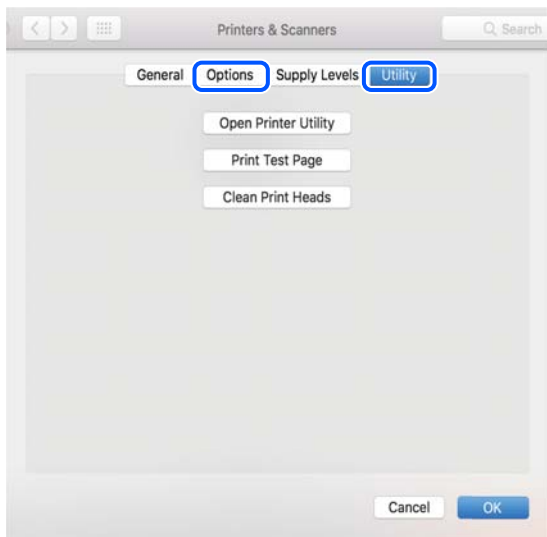 Printers & Scanners
Search
General Options Supply Levels Utility
Open Printer Utility
Print Test Page
Clean Print Heads
Cancel OK